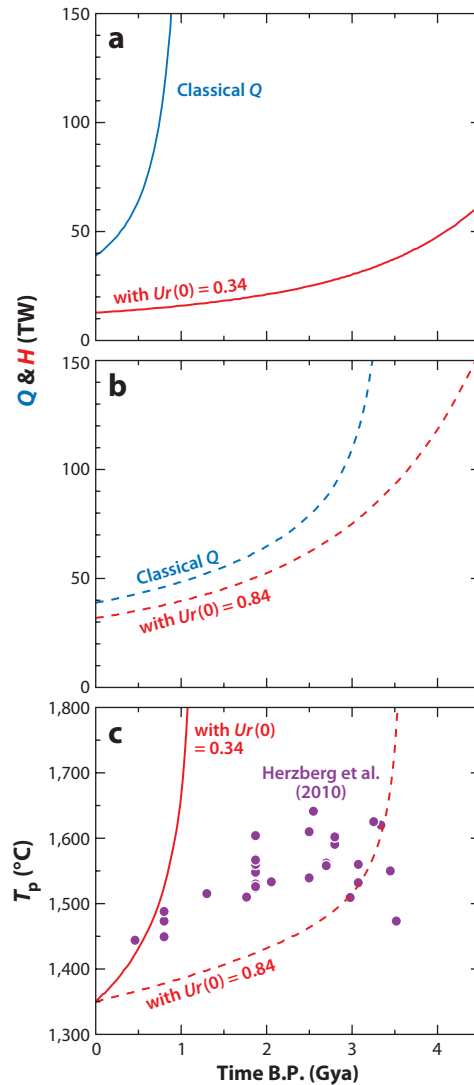 a
150
100
50
0
Classical Q
with Ur(0) = 0.34
Q & H (TW)
b
150
100
50
0
Classical Q
with Ur(0) = 0.84
c
1,800
1,700
1,600
1,500
1,400
1,300
Tp (°C)
with Ur(0)
= 0.34
Herzberg et al.
(2010)
with Ur(0) = 0.84
0 1 2 3 4
Time B.P. (Gya)